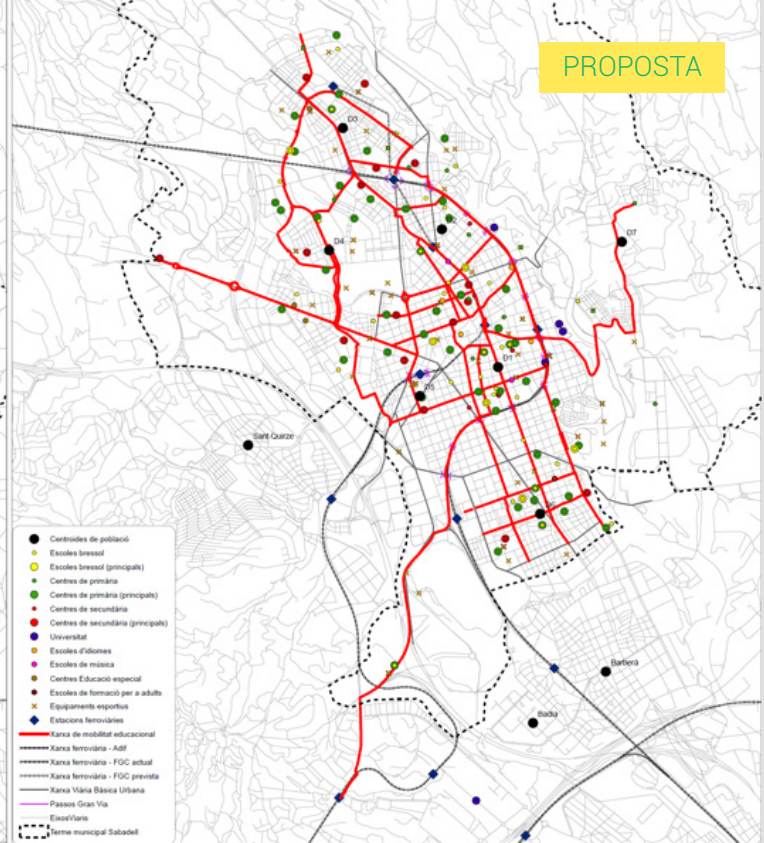 PROPOSTA
D3
D7
D4
D1
D5
Sant Quirze
D6
Barberà
Badia
Centroides de població
Escoles bressol
Escoles bressol (principals)
Centres de primària
Centres de primària (principals)
Centres de secundària
Centres de secundària (principals)
Universitat
Escoles d'idiomes
Escoles de música
Centres Educació especial
Escoles de formació per a adults
Equipaments esportius
Estacions ferroviàries
Xarxa de mobilitat educacional
Xarxa ferroviària - Adif
Xarxa ferroviària - FGC actual
Xarxa ferroviària - FGC prevista
Xarxa Viària Bàsica Urbana
Passos Gran Via
EixosViaris
Terme municipal Sabadell